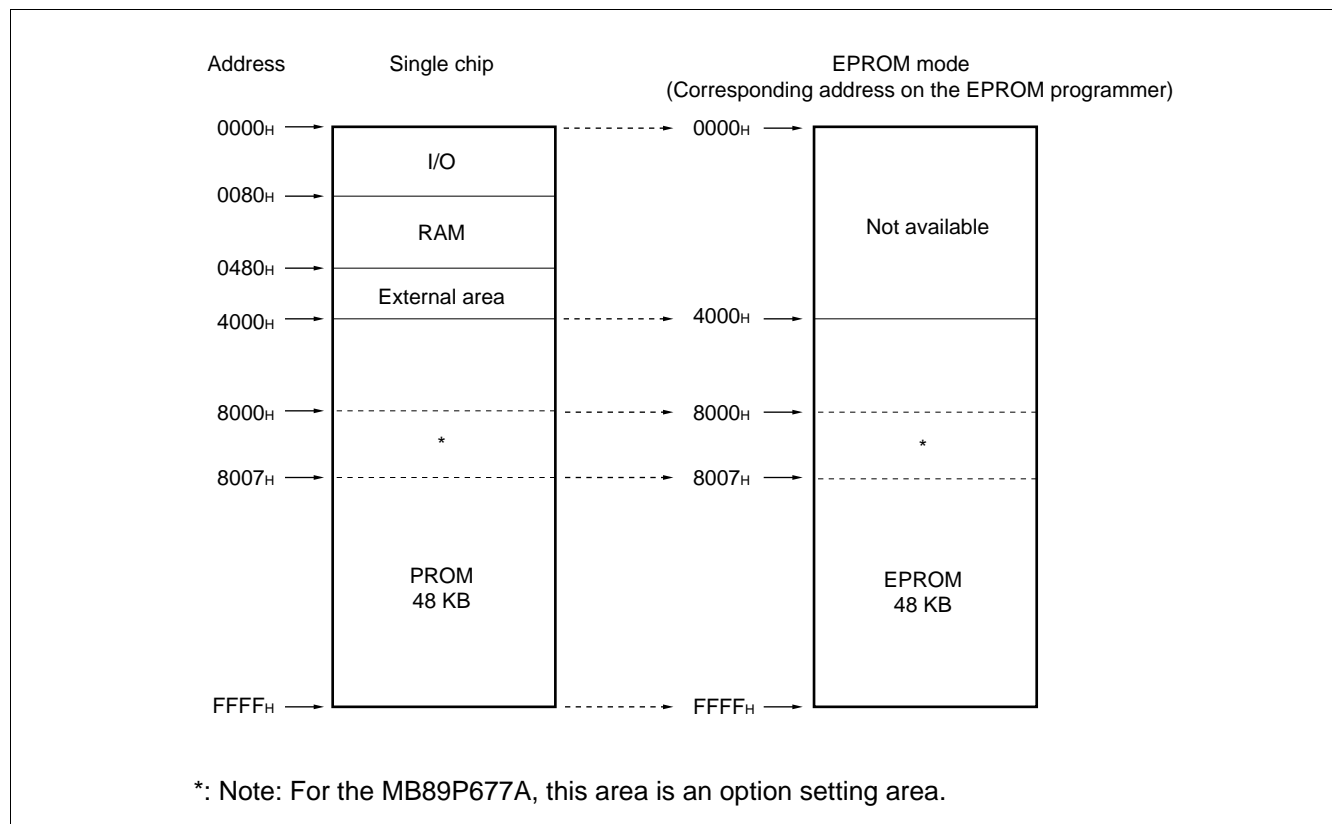 Address Single chip EPROM mode
(Corresponding address on the EPROM programmer)
0000H 0000H
I/O
0080H
RAM Not available
0480H
External area
4000H 4000H
8000H 8000H
* *
8007H 8007H
PROM EPROM
48 KB 48 KB
FFFFH FFFFH
*: Note: For the MB89P677A, this area is an option setting area.